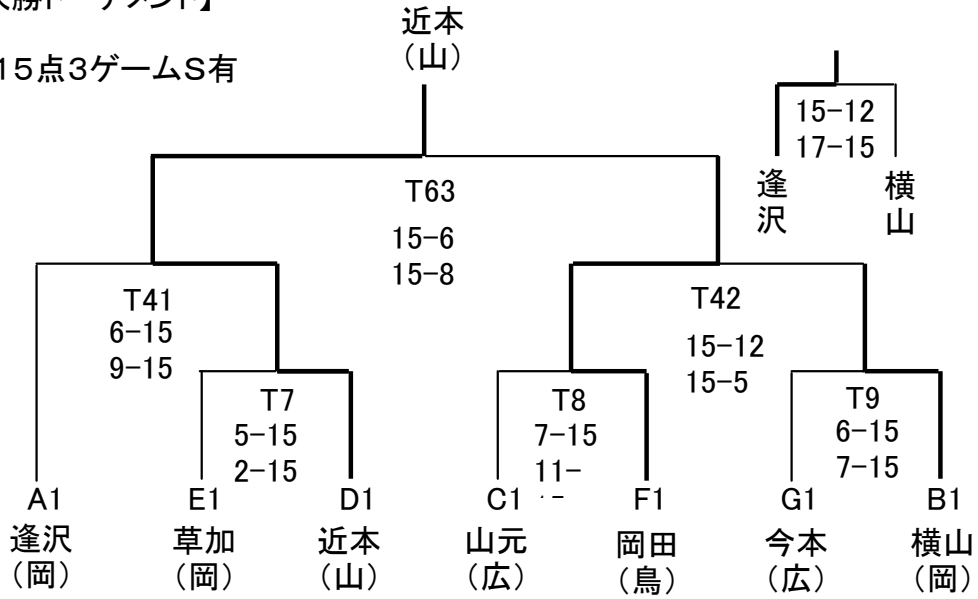 近本
（山）
15点3ゲームS有
15-12
17-15
逢沢
横山
T63
15-6
15-8
T41
6-15
9-15
T42
15-12
15-5
T7
5-15
2-15
T8
7-15
11-
T9
6-15
7-15
A1
E1
D1
C1
F1
G1
B1
逢沢
草加
近本
山元
岡田
今本
横山
（岡）
（岡）
（山）
（広）
（鳥）
（広）
（岡）